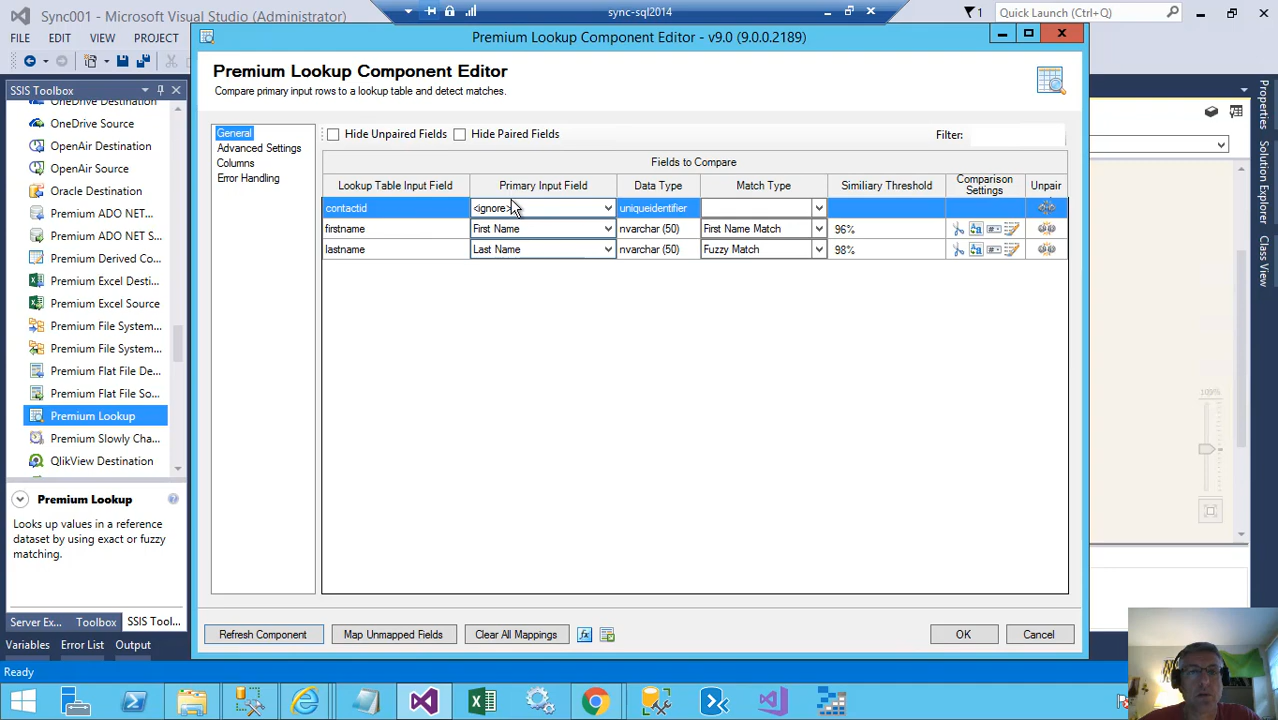 Sync001 - Microsoft Visual Studio (Administrator)
sync-sql2014
1
Quick Launch (Ctrl+Q)
FILE EDIT VIEW PROJECT
Premium Lookup Component Editor - v9.0 (9.0.0.2189)
SSIS Toolbox
OneDrive Destination
OneDrive Source
OpenAir Destination
OpenAir Source
Oracle Destination
Premium ADO NET...
Premium ADO NET S...
Premium Derived Co...
Premium Excel Desti...
Premium Excel Source
Premium File System...
Premium File System...
Premium Flat File De...
Premium Flat File So...
Premium Lookup
Premium Slowly Cha...
QlikView Destination
Premium Lookup
Looks up values in a reference
dataset by using exact or fuzzy
matching.
Server Ex... Toolbox SSIS Tool...
Variables Error List Output
Ready
Premium Lookup Component Editor
Compare primary input rows to a lookup table and detect matches.
General
Advanced Settings
Columns
Error Handling
Hide Unpaired Fields Hide Paired Fields Filter:
Fields to Compare
Lookup Table Input Field Primary Input Field Data Type Match Type Similiary Threshold Comparison Settings Unpair
contactid <ignore> uniqueidentifier
firstname First Name nvarchar (50) First Name Match 96%
lastname Last Name nvarchar (50) Fuzzy Match 98%
Refresh Component Map Unmapped Fields Clear All Mappings fx OK Cancel
Properties
Solution Explorer
Class View
109%